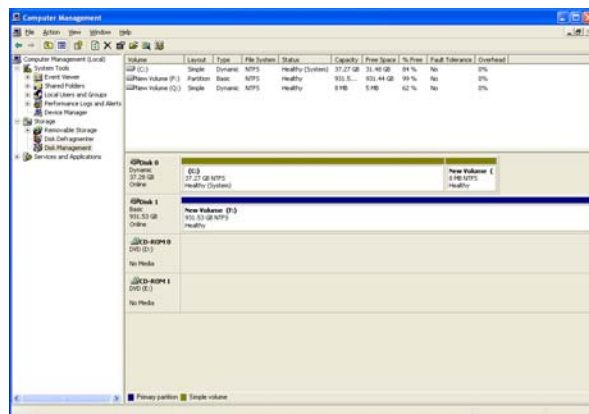 Computer Management
File Action View Window Help
Computer Management (Local)
System Tools
Event Viewer
Shared Folders
Local Users and Groups
Performance Logs and Alerts
Device Manager
Storage
Removable Storage
Disk Defragmenter
Disk Management
Services and Applications
Volume Layout Type File System Status Capacity Free Space % Free Fault Tolerance Overhead
(C:) Simple Dynamic NTFS Healthy (System) 37.27 GB 31.48 GB 84 % No 0%
New Volume (F:) Partition Basic NTFS Healthy 931.5... 931.44 GB 99 % No 0%
New Volume (Q:) Simple Dynamic NTFS Healthy 8 MB 5 MB 62 % No 0%
Disk 0
Dynamic
37.28 GB
Online
(C:)
37.27 GB NTFS
Healthy (System)
New Volume (
8 MB NTFS
Healthy
Disk 1
Basic
931.53 GB
Online
New Volume (F:)
931.53 GB NTFS
Healthy
CD-ROM 0
DVD (D:)
No Media
CD-ROM 1
DVD (E:)
No Media
Primary partition Simple volume